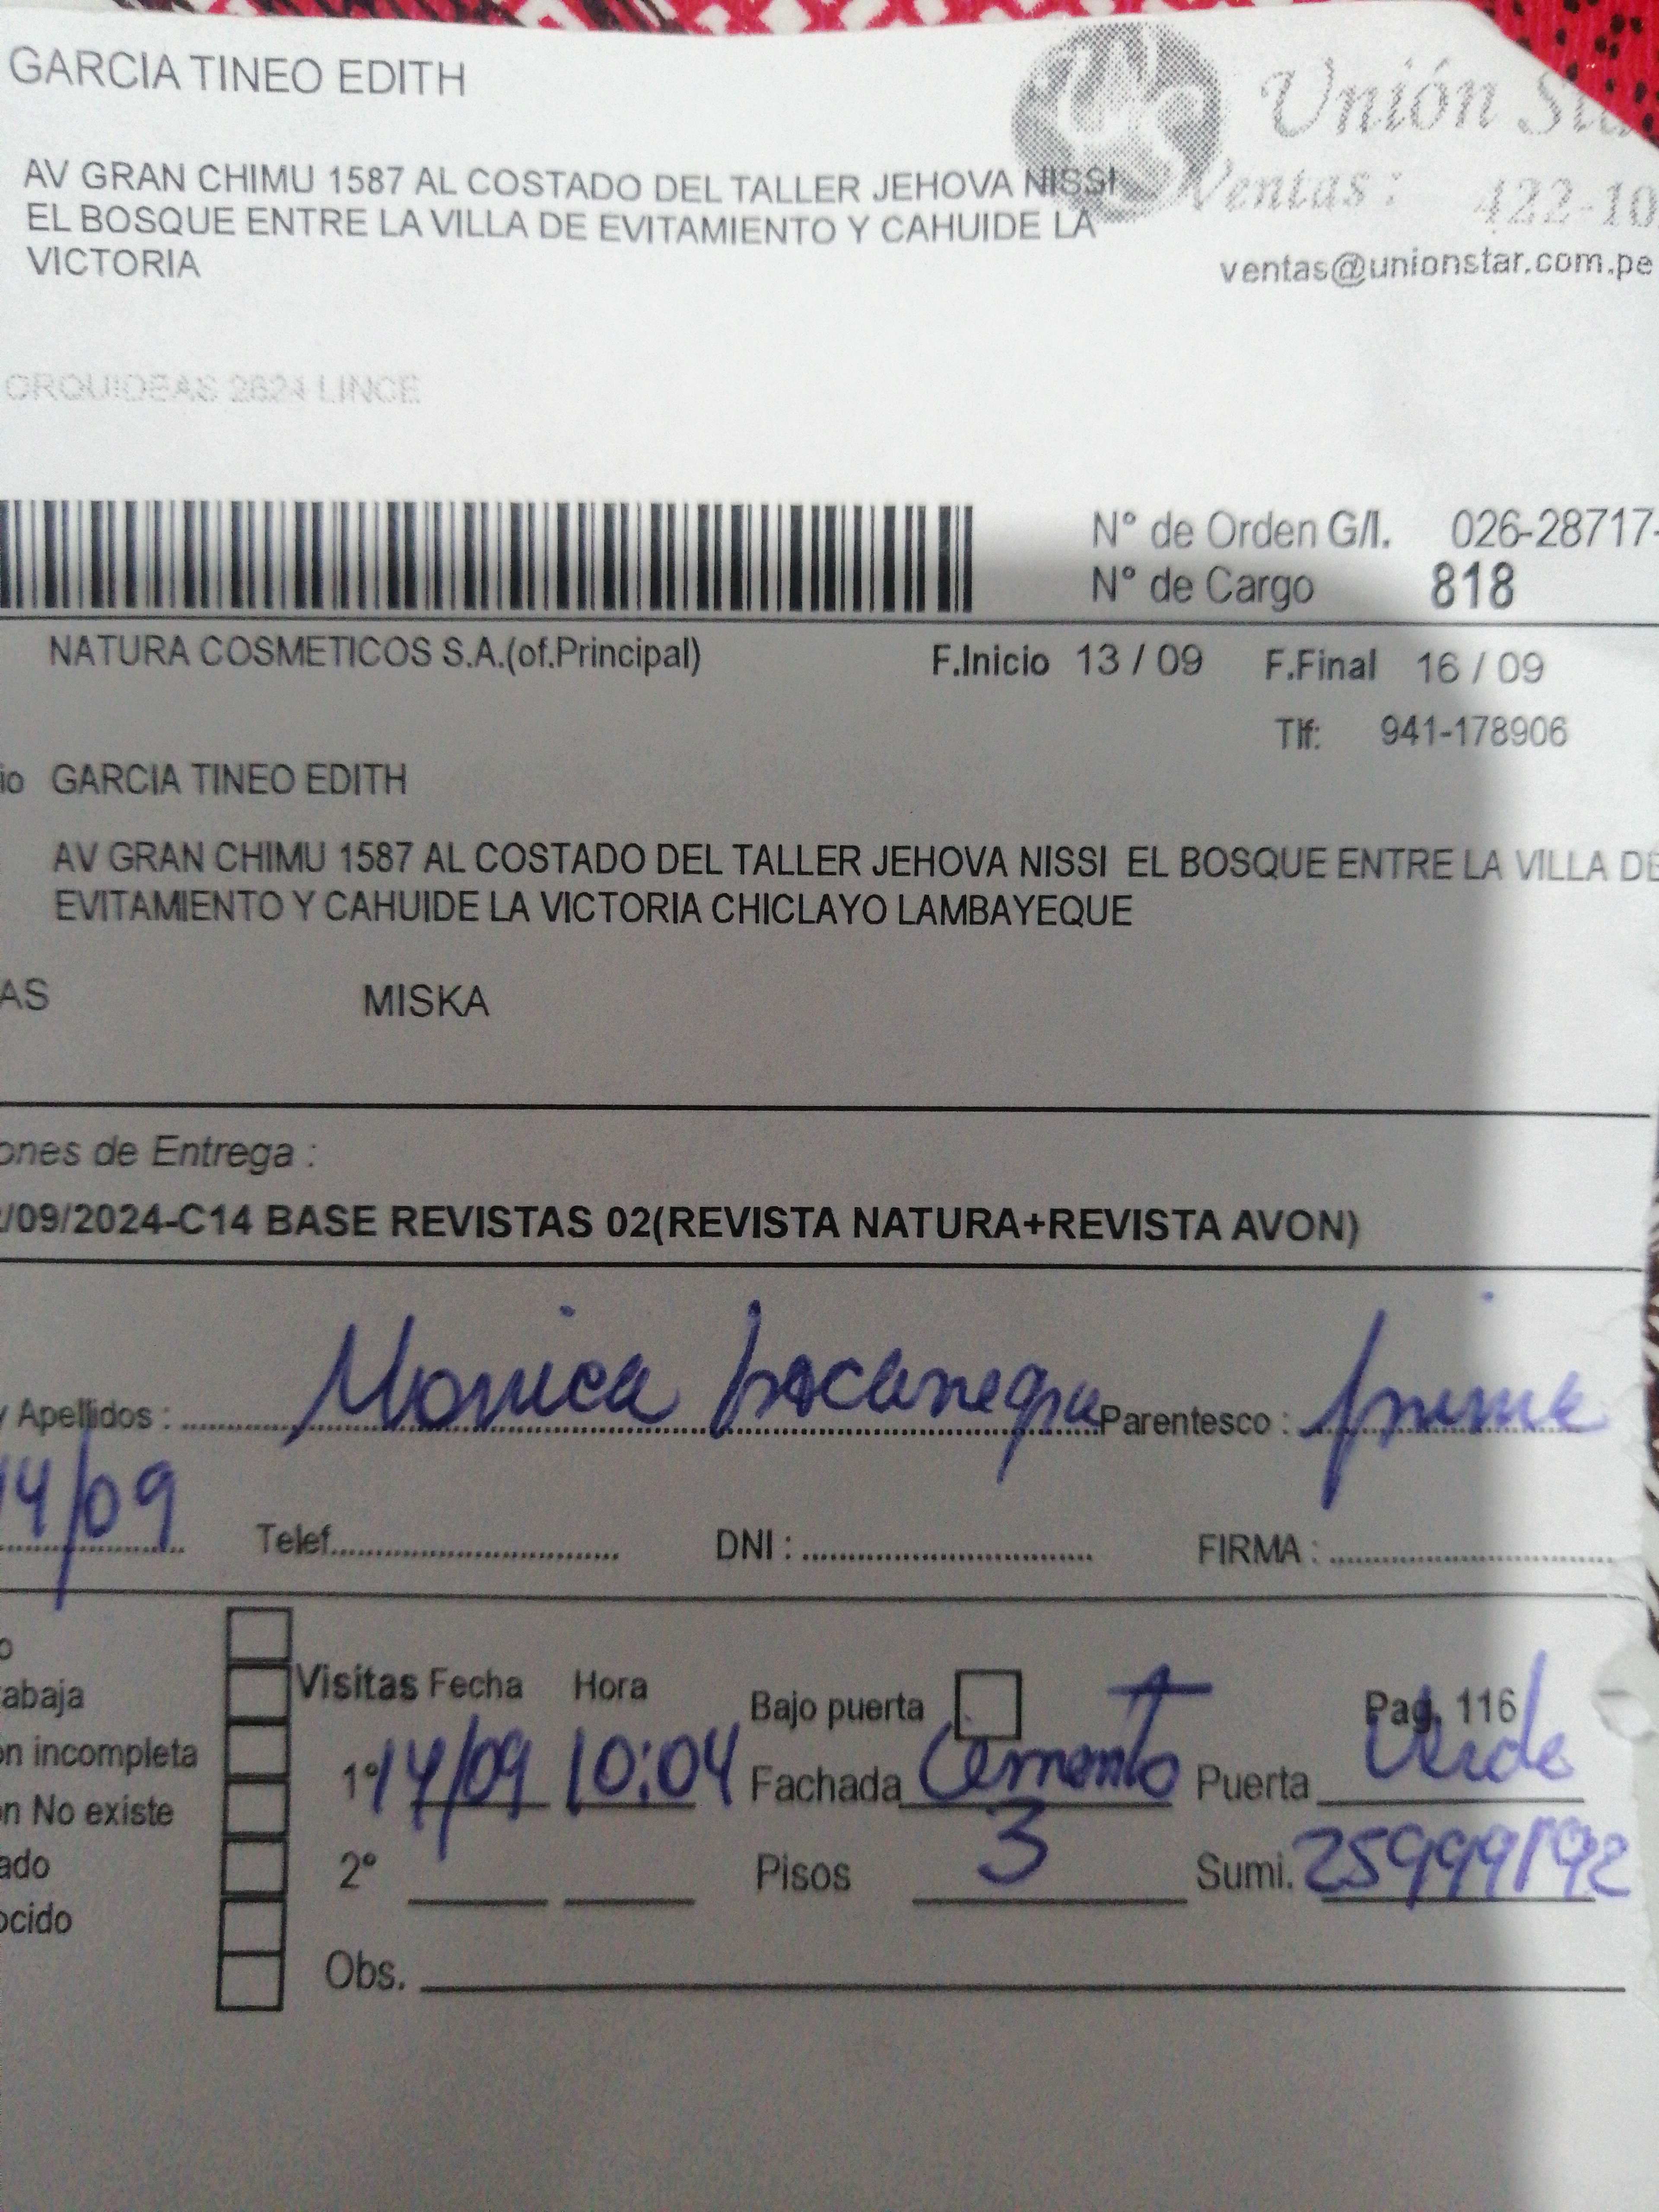 GARCIA TINEO EDITH
Unión
AV GRAN CHIMU 1587 AL COSTADO DEL TALLER JEHOVA NISSI
EL BOSQUE ENTRE LA VILLA DE EVITAMIENTO Y CAHUIDE LA
VICTORIA
Ventas: 422-10
ventas@unionstar.com.pe
ORQUIDEAS 2624 LINCE
N° de Orden G/I. 026-28717-
N° de Cargo 818
NATURA COSMETICOS S.A.(of.Principal) F.Inicio 13 / 09 F.Final 16 / 09
Tlf: 941-178906
io GARCIA TINEO EDITH
AV GRAN CHIMU 1587 AL COSTADO DEL TALLER JEHOVA NISSI EL BOSQUE ENTRE LA VILLA DE
EVITAMIENTO Y CAHUIDE LA VICTORIA CHICLAYO LAMBAYEQUE
AS MISKA
ones de Entrega :
/09/2024-C14 BASE REVISTAS 02(REVISTA NATURA+REVISTA AVON)
y Apellidos : Monica bocanegra Parentesco : prima
14/09 Telef. DNI : FIRMA :
o
abaja
Visitas Fecha Hora Bajo puerta Pag. 116
on incompleta
1° 14/09 10:04 Fachada Cemento Puerta Verde
on No existe
ado
2° Pisos 3 Sumi. 25999192
ocido
Obs.